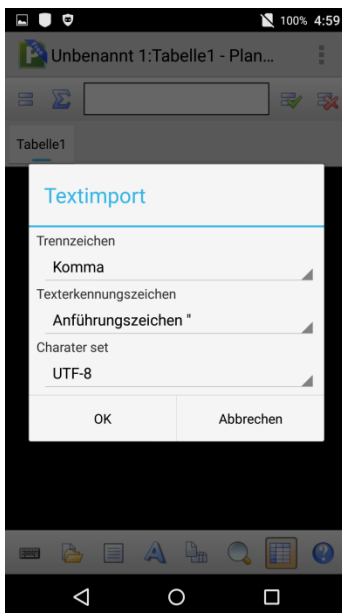 100% 4:59
Unbenannt 1:Tabelle1 - Plan...
Tabelle1
Textimport
Trennzeichen
Komma
Texterkennungszeichen
Anführungszeichen "
Charater set
UTF-8
OK Abbrechen